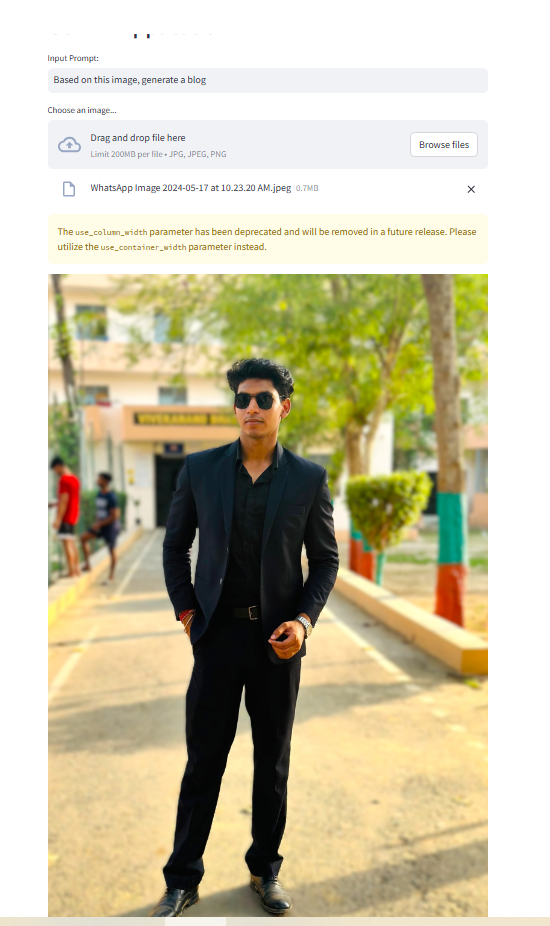 Input Prompt:
Based on this image, generate a blog
Choose an image...
Drag and drop file here
Limit 200MB per file • JPG, JPEG, PNG
Browse files
WhatsApp Image 2024-05-17 at 10.23.20 AM.jpeg 0.7MB
The use_column_width parameter has been deprecated and will be removed in a future release. Please
utilize the use_container_width parameter instead.
VIVEKANAND